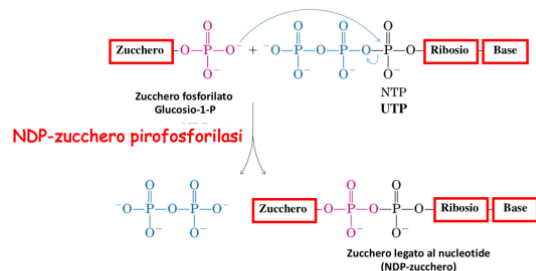 O O O O
Zucchero —O—P—O⁻ + ⁻O—P—O—P—O—P—O— Ribosio Base
O⁻ O⁻ O⁻ O⁻
Zucchero fosforilato
Glucosio-1-P
NTP
UTP
NDP-zucchero pirofosforilasi
O O O O
⁻O—P—O—P—O⁻ Zucchero —O—P—O—P—O— Ribosio Base
O⁻ O⁻ O⁻ O⁻
Zucchero legato al nucleotide
(NDP-zucchero)